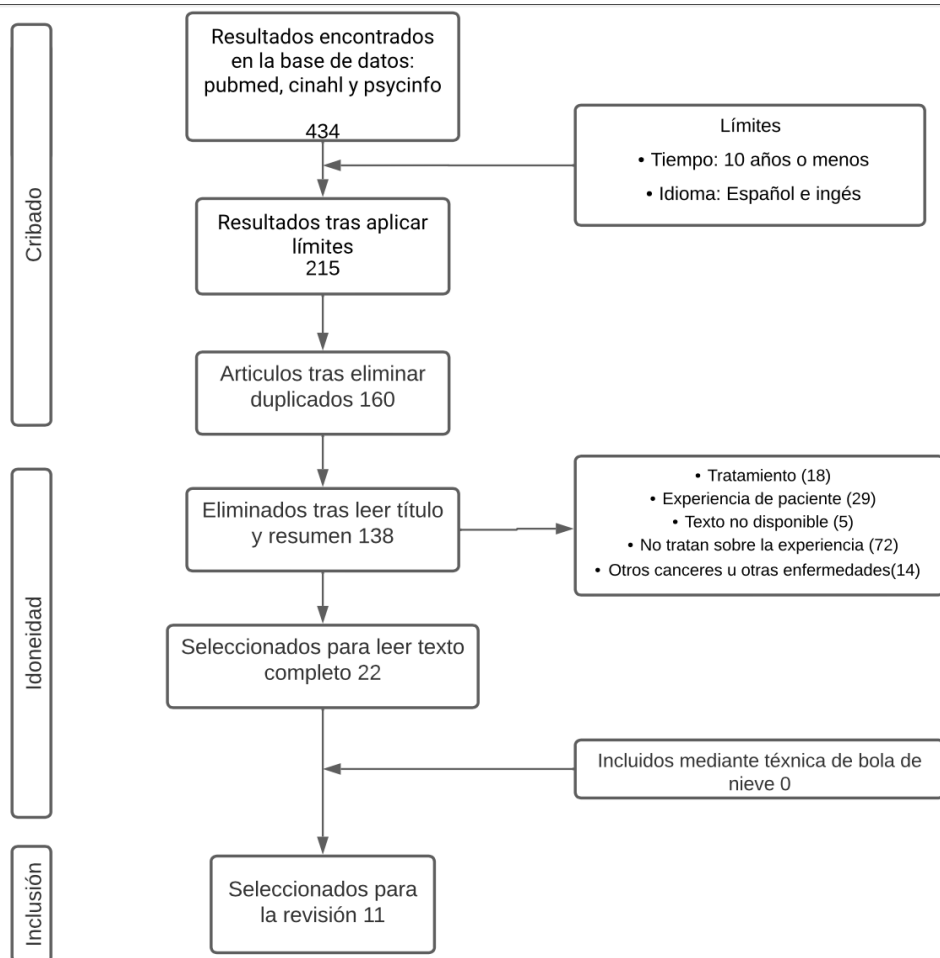 Cribado
Resultados encontrados
en la base de datos:
pubmed, cinahl y psycinfo
434
Límites
• Tiempo: 10 años o menos
• Idioma: Español e ingés
Resultados tras aplicar
límites
215
Articulos tras eliminar
duplicados 160
Idoneidad
Eliminados tras leer título
y resumen 138
• Tratamiento (18)
• Experiencia de paciente (29)
• Texto no disponible (5)
• No tratan sobre la experiencia (72)
• Otros canceres u otras enfermedades(14)
Seleccionados para leer texto
completo 22
Incluidos mediante téxnica de bola de
nieve 0
Inclusión
Seleccionados para
la revisión 11